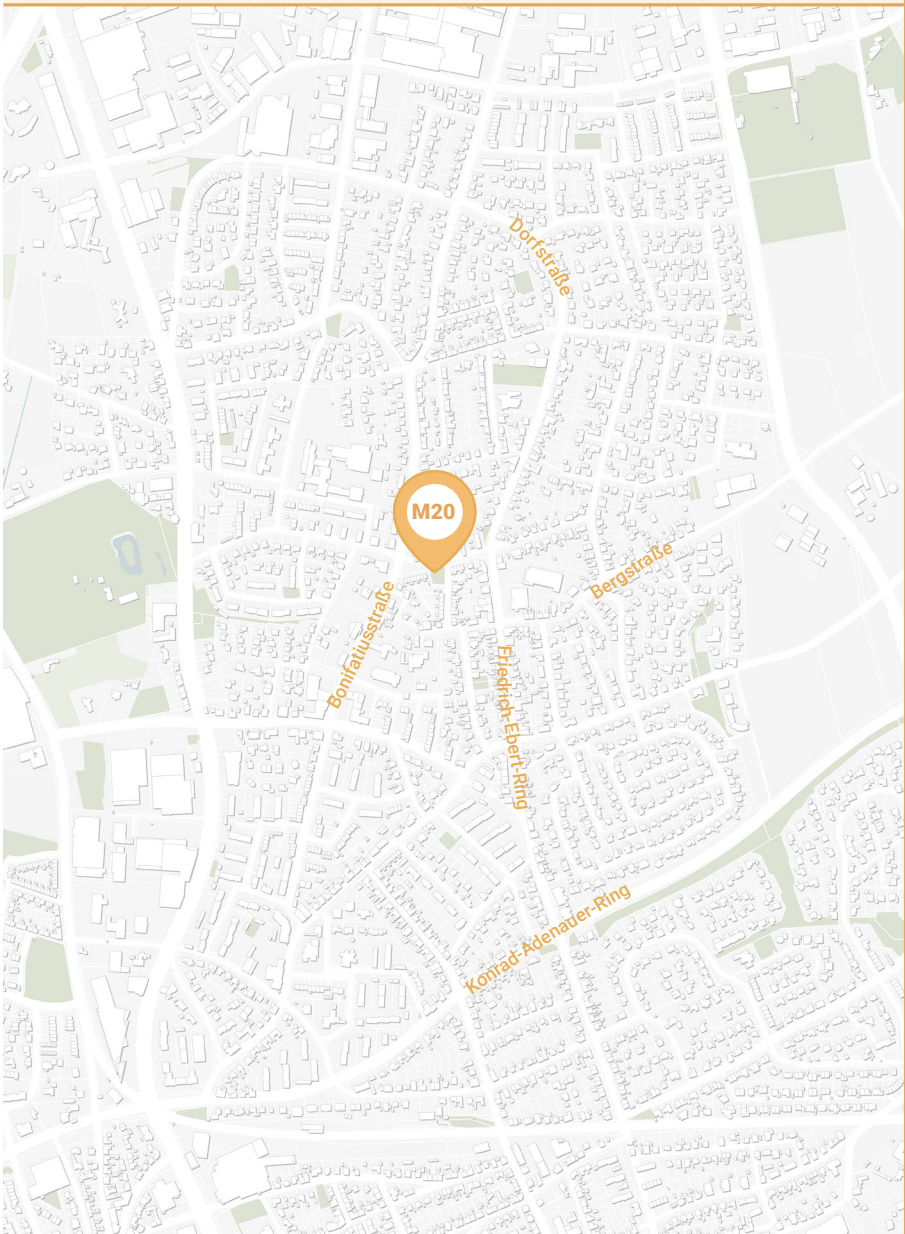 Dorfstraße
M20
Bergstraße
Bonifatiusstraße
Friedrich-Ebert-Ring
Konrad-Adenauer-Ring